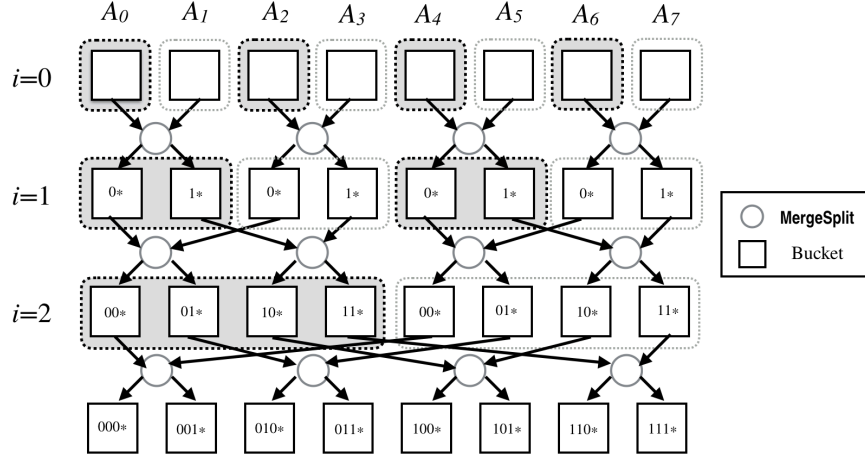 A0 A1 A2 A3 A4 A5 A6 A7
i=0
i=1 0* 1* 0* 1* 0* 1* 0* 1*
MergeSplit
Bucket
i=2 00* 01* 10* 11* 00* 01* 10* 11*
000* 001* 010* 011* 100* 101* 110* 111*